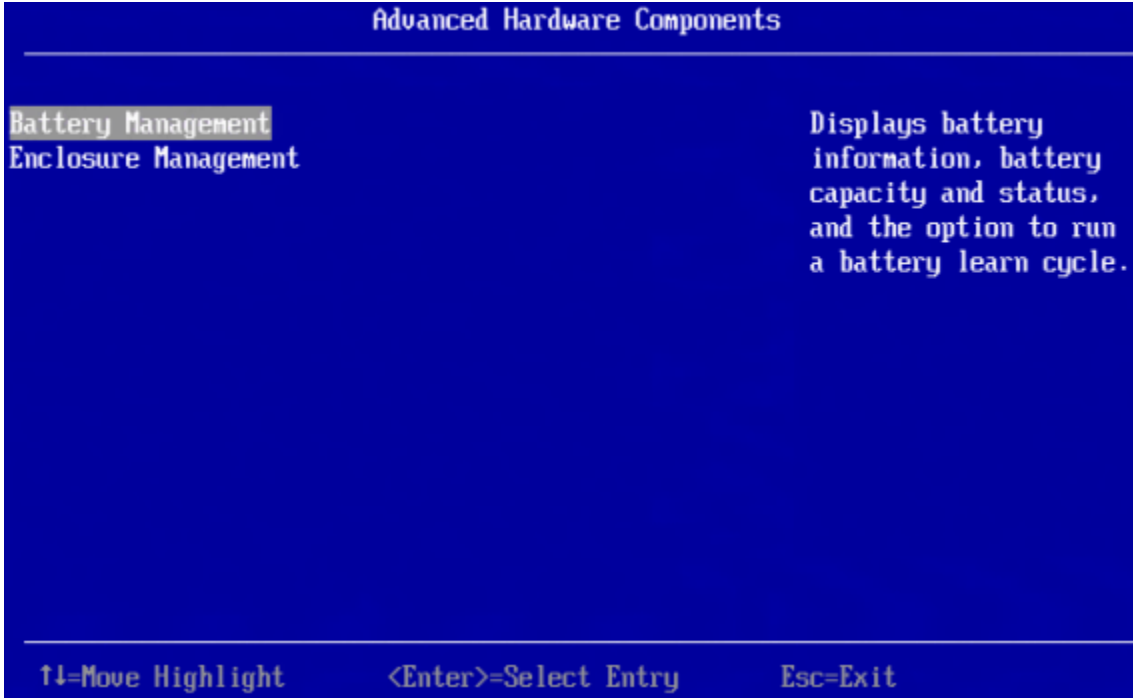 Advanced Hardware Components
Battery Management
Enclosure Management
Displays battery
information, battery
capacity and status,
and the option to run
a battery learn cycle.
↑↓=Move Highlight <Enter>=Select Entry Esc=Exit